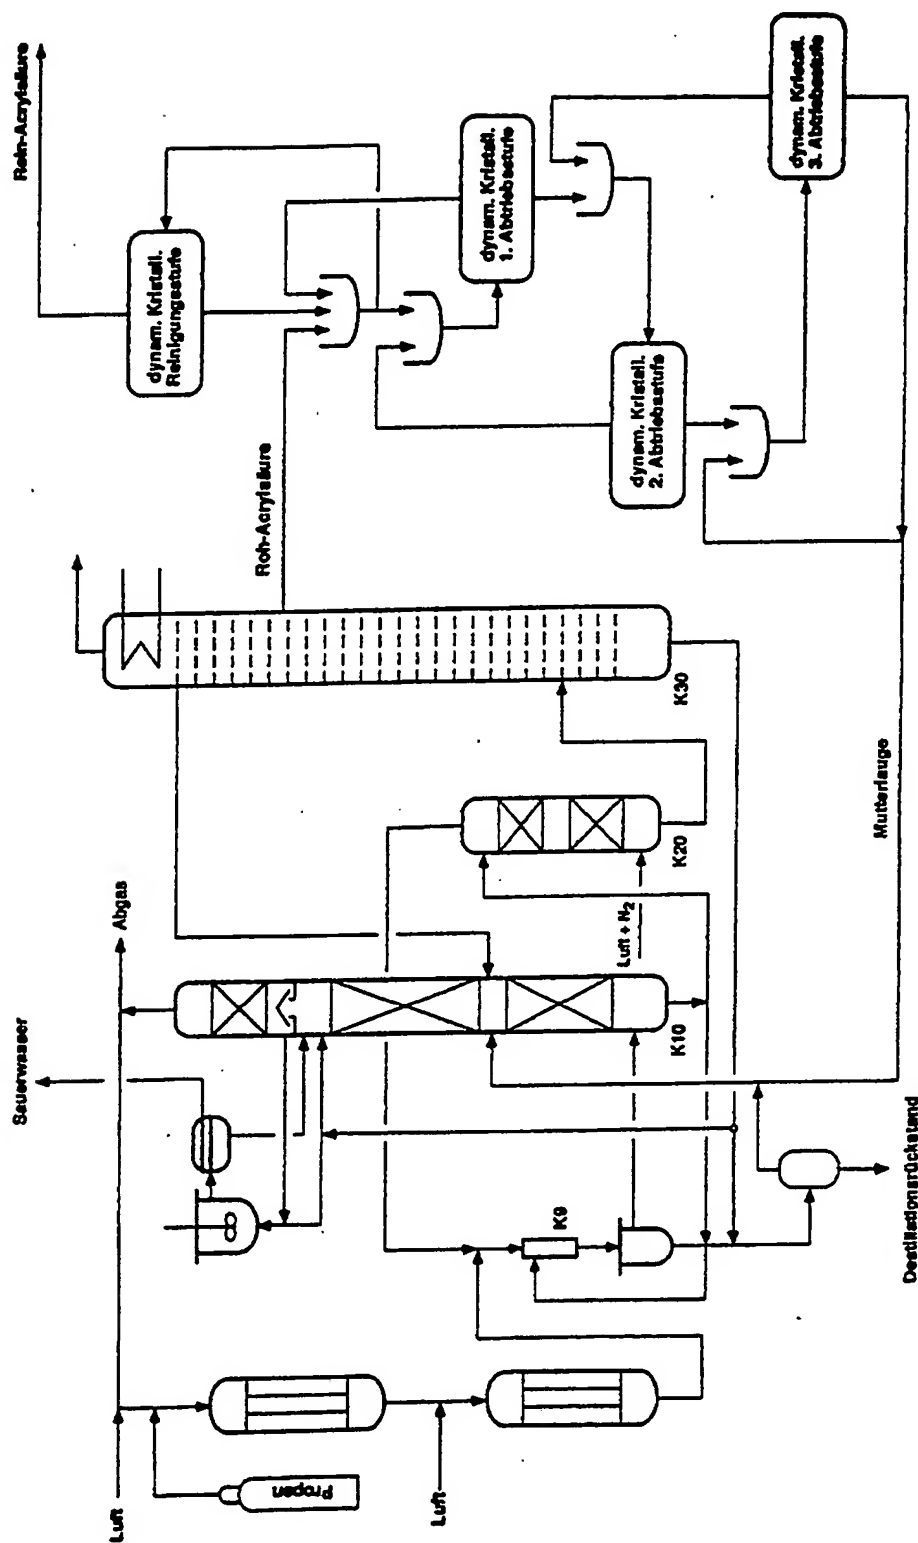 Sauerwasser
Rein-Acrylsäure
Luft
Abgas
dynam. Kristall.
Reinigungsstufe
Roh-Acrylsäure
Propan
Luft
dynam. Kristall.
1. Abtriebsstufe
K9
Luft + N₂
dynam. Kristall.
2. Abtriebsstufe
K10
K20
K30
dynam. Kristall.
3. Abtriebsstufe
Mutterlauge
Destillationsrückstand